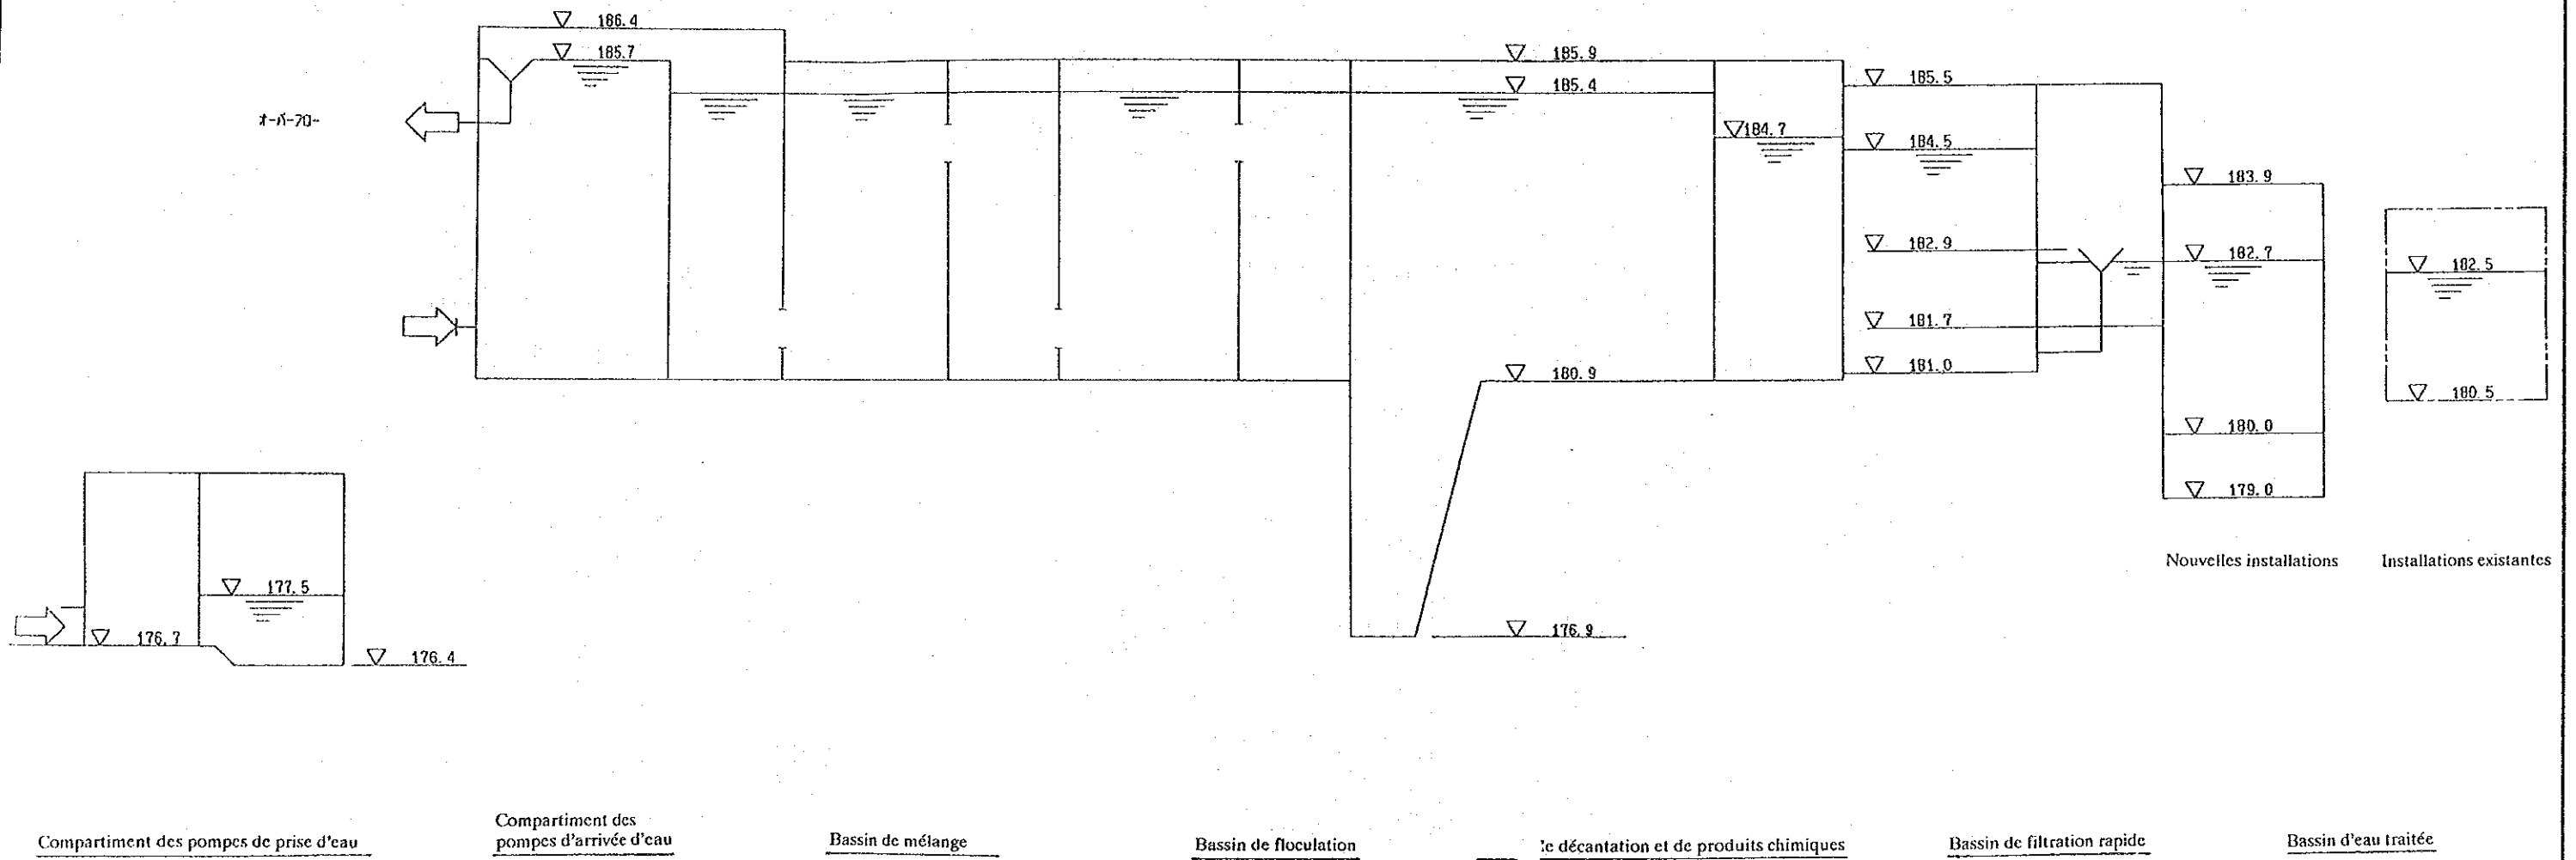 186.4
185.7
185.9
185.4
185.5
184.7
184.5
183.9
182.9
182.7
182.5
181.7
181.0
180.9
180.5
180.0
179.0
オ-バ-フロ-
Nouvelles installations
Installations existantes
177.5
176.7
176.4
176.9
Compartiment des pompes de prise d'eau
Compartiment des
pompes d'arrivée d'eau
Bassin de mélange
Bassin de floculation
décantation et de produits chimiques
Bassin de filtration rapide
Bassin d'eau traitée